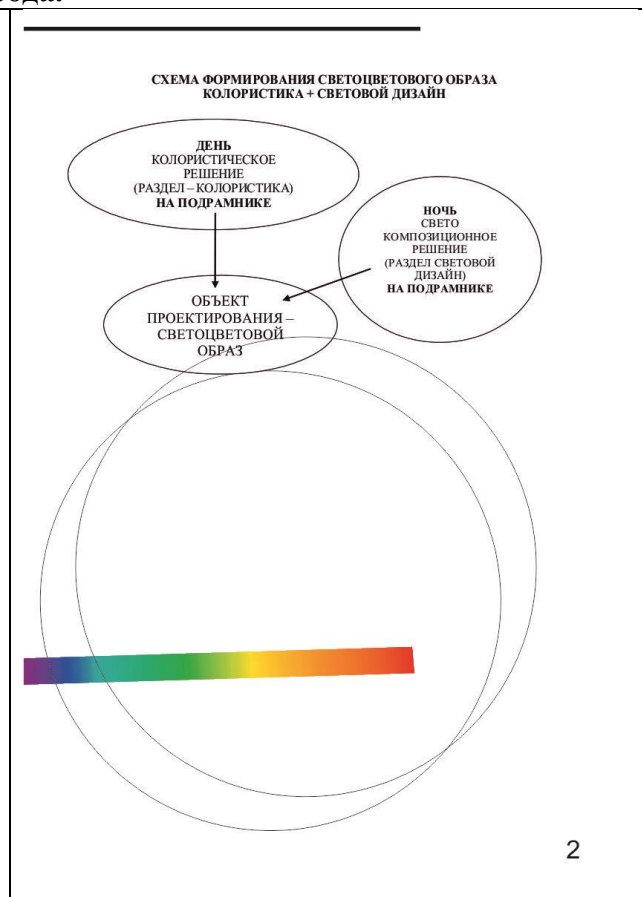 СХЕМА ФОРМИРОВАНИЯ СВЕТОЦВЕТОВОГО ОБРАЗА
КОЛОРИСТИКА + СВЕТОВОЙ ДИЗАЙН
ДЕНЬ
КОЛОРИСТИЧЕСКОЕ
РЕШЕНИЕ
(РАЗДЕЛ – КОЛОРИСТИКА)
НА ПОДРАМНИКЕ
НОЧЬ
СВЕТО
КОМПОЗИЦИОННОЕ
РЕШЕНИЕ
(РАЗДЕЛ СВЕТОВОЙ
ДИЗАЙН)
НА ПОДРАМНИКЕ
ОБЪЕКТ
ПРОЕКТИРОВАНИЯ –
СВЕТОЦВЕТОВОЙ
ОБРАЗ
2